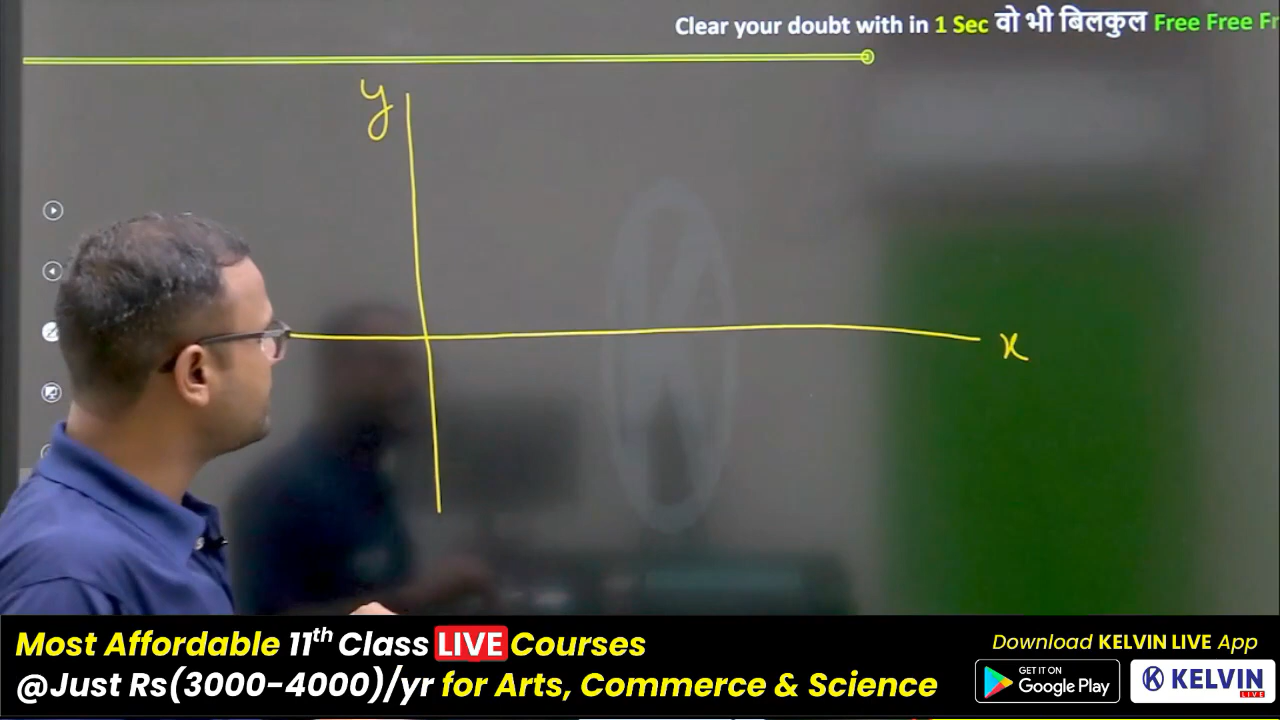 Clear your doubt with in 1 Sec वो भी बिलकुल Free Free Fr
y
x
Most Affordable 11th Class LIVE Courses
@Just Rs(3000-4000)/yr for Arts, Commerce & Science
Download KELVIN LIVE App
GET IT ON
Google Play
KELVIN
LIVE